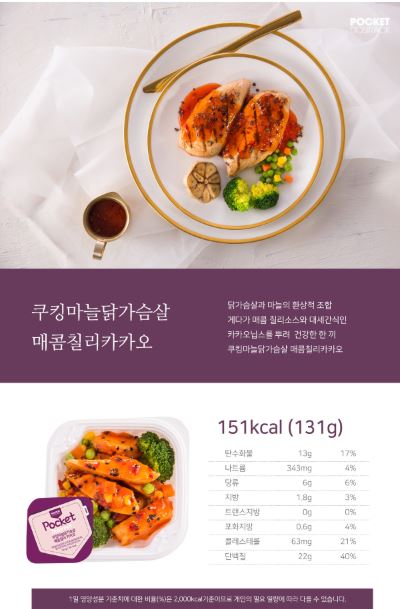 POCKET
쿠킹마늘닭가슴살
매콤칠리카카오
닭가슴살과 마늘의 환상적 조합
게다가 매콤 칠리소스와 대세간식인
카카오닙스를 뿌려 건강한 한 끼
쿠킹마늘닭가슴살 매콤칠리카카오
151kcal (131g)
탄수화물 13g 17%
나트륨 343mg 4%
당류 6g 6%
지방 1.8g 3%
트랜스지방 0g 0%
포화지방 0.6g 4%
콜레스테롤 63mg 21%
단백질 22g 40%
Pocket
1일 영양성분 기준치에 대한 비율(%)은 2,000kcal기준이므로 개인의 필요 열량에 따라 다를 수 있습니다.